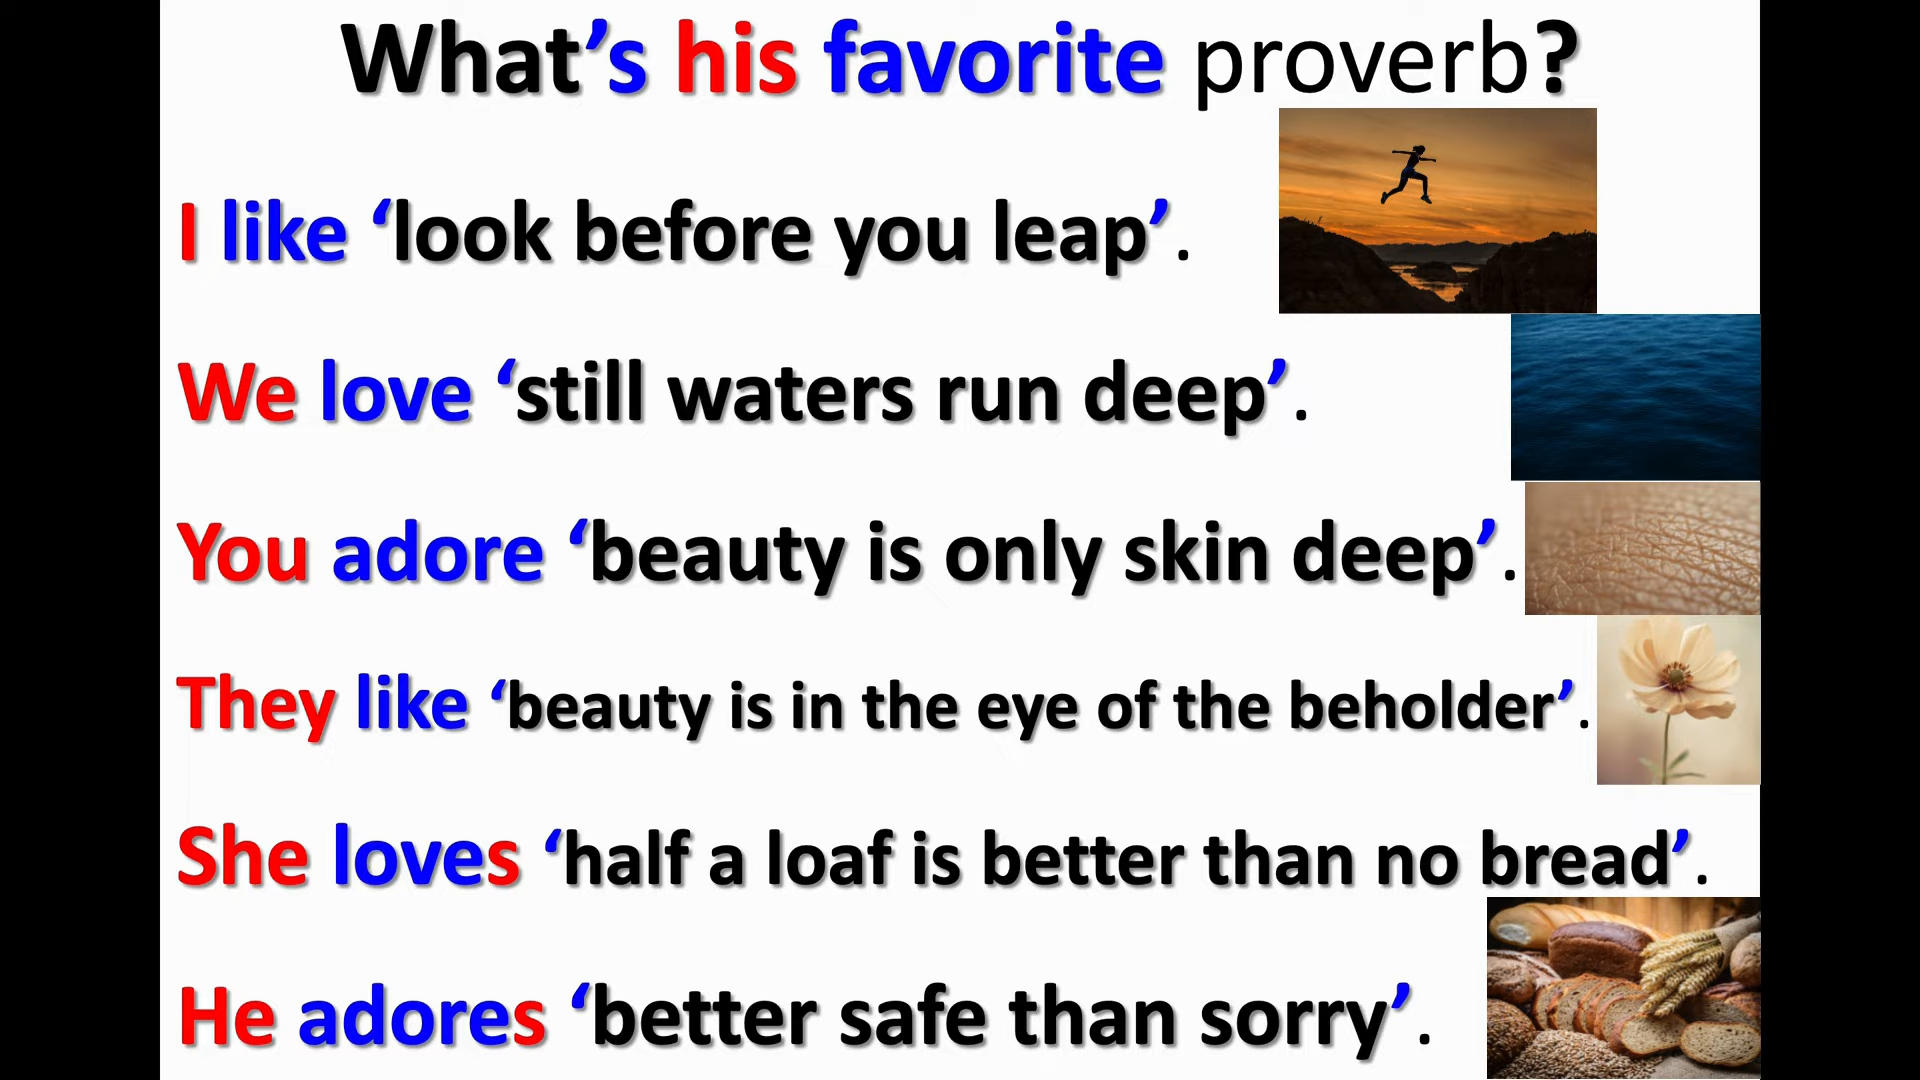 What’s his favorite proverb?
I like ‘look before you leap’.
We love ‘still waters run deep’.
You adore ‘beauty is only skin deep’.
They like ‘beauty is in the eye of the beholder’.
She loves ‘half a loaf is better than no bread’.
He adores ‘better safe than sorry’.